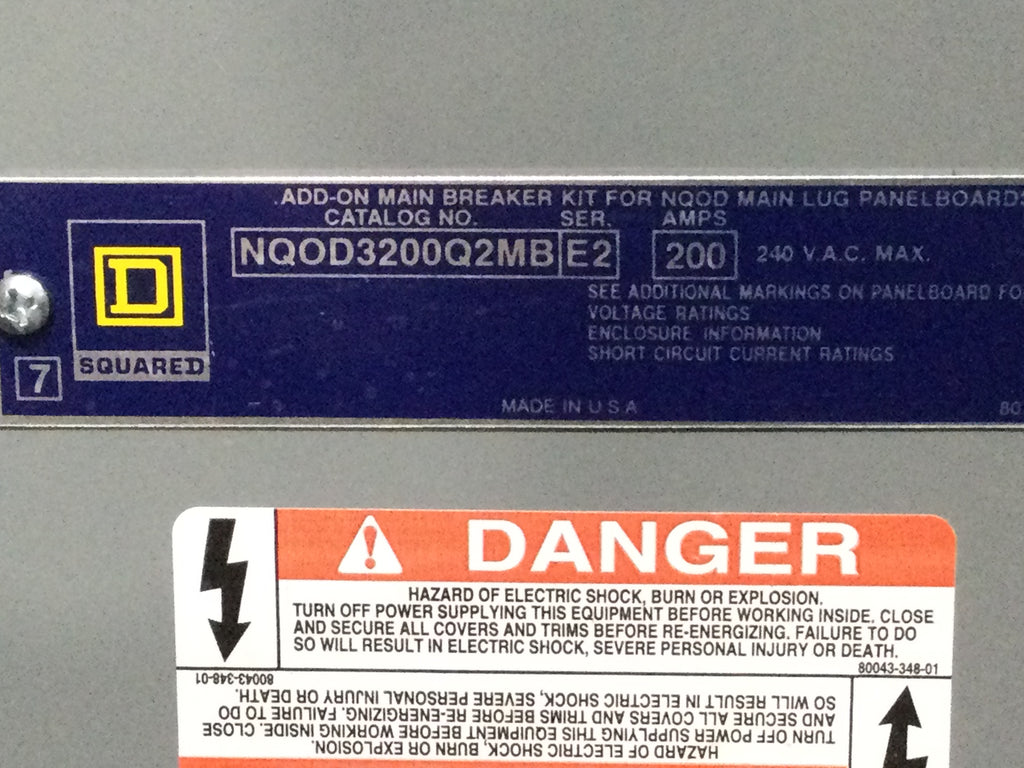 ADD-ON MAIN BREAKER KIT FOR NQOD MAIN LUG PANELBOARDS
CATALOG NO. SER. AMPS
NQOD3200Q2MB E2 200 240 V.A.C. MAX.
SEE ADDITIONAL MARKINGS ON PANELBOARD FO
VOLTAGE RATINGS
ENCLOSURE INFORMATION
SHORT CIRCUIT CURRENT RATINGS
D
SQUARE D
7
MADE IN U.S.A
80
DANGER
HAZARD OF ELECTRIC SHOCK, BURN OR EXPLOSION.
TURN OFF POWER SUPPLYING THIS EQUIPMENT BEFORE WORKING INSIDE. CLOSE
AND SECURE ALL COVERS AND TRIMS BEFORE RE-ENERGIZING. FAILURE TO DO
SO WILL RESULT IN ELECTRIC SHOCK, SEVERE PERSONAL INJURY OR DEATH.
80043-348-01
HAZARD OF ELECTRIC SHOCK, BURN OR EXPLOSION.
TURN OFF POWER SUPPLYING THIS EQUIPMENT BEFORE WORKING INSIDE. CLOSE
AND SECURE ALL COVERS AND TRIMS BEFORE RE-ENERGIZING. FAILURE TO DO
SO WILL RESULT IN ELECTRIC SHOCK, SEVERE PERSONAL INJURY OR DEATH.
80043-348-01